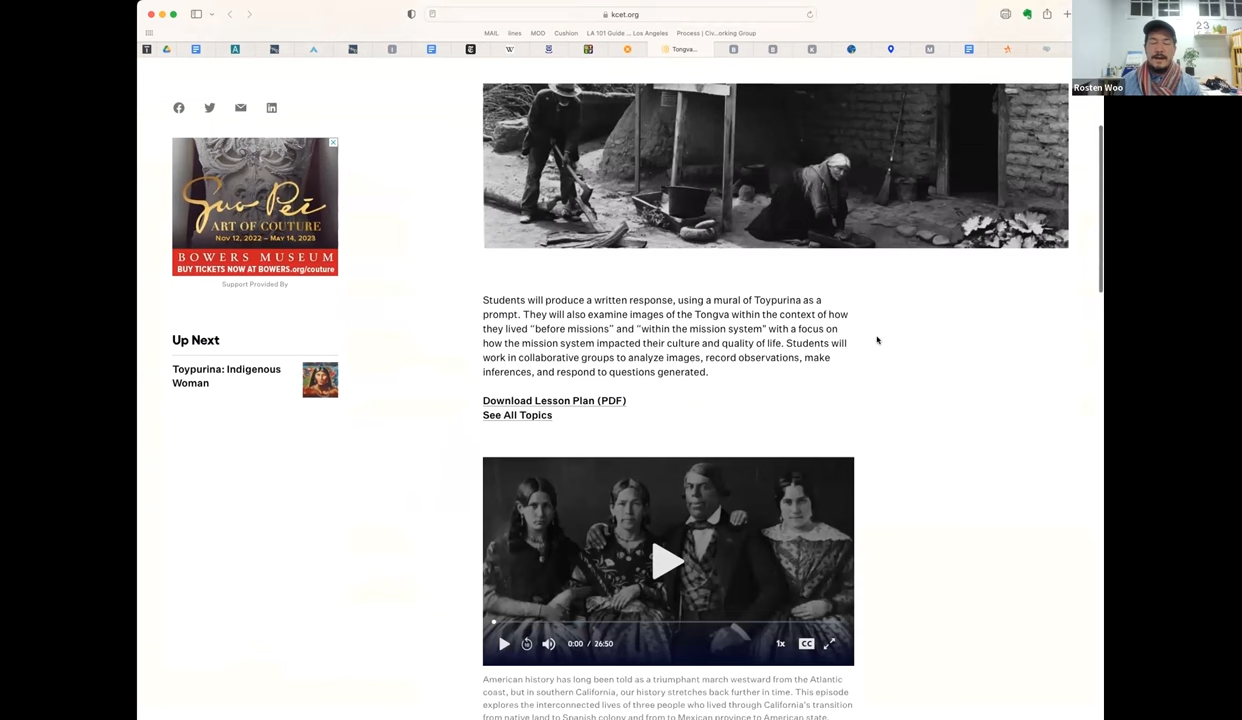 kcet.org
MAIL lines MOD Cushion LA 101 Guide ... Los Angeles Process | Civ...orking Group
Tongva...
23
Rosten Woo
Guo Pei
ART OF COUTURE
Nov 12, 2022 – May 14, 2023
BOWERS MUSEUM
BUY TICKETS NOW AT BOWERS.org/couture
Support Provided By
Up Next
Toypurina: Indigenous
Woman
Students will produce a written response, using a mural of Toypurina as a
prompt. They will also examine images of the Tongva within the context of how
they lived “before missions” and “within the mission system” with a focus on
how the mission system impacted their culture and quality of life. Students will
work in collaborative groups to analyze images, record observations, make
inferences, and respond to questions generated.
Download Lesson Plan (PDF)
See All Topics
0:00 / 26:50
1x CC
American history has long been told as a triumphant march westward from the Atlantic
coast, but in southern California, our history stretches back further in time. This episode
explores the interconnected lives of three people who lived through California's transition
from native land to Spanish colony and from to Mexican province to American state.